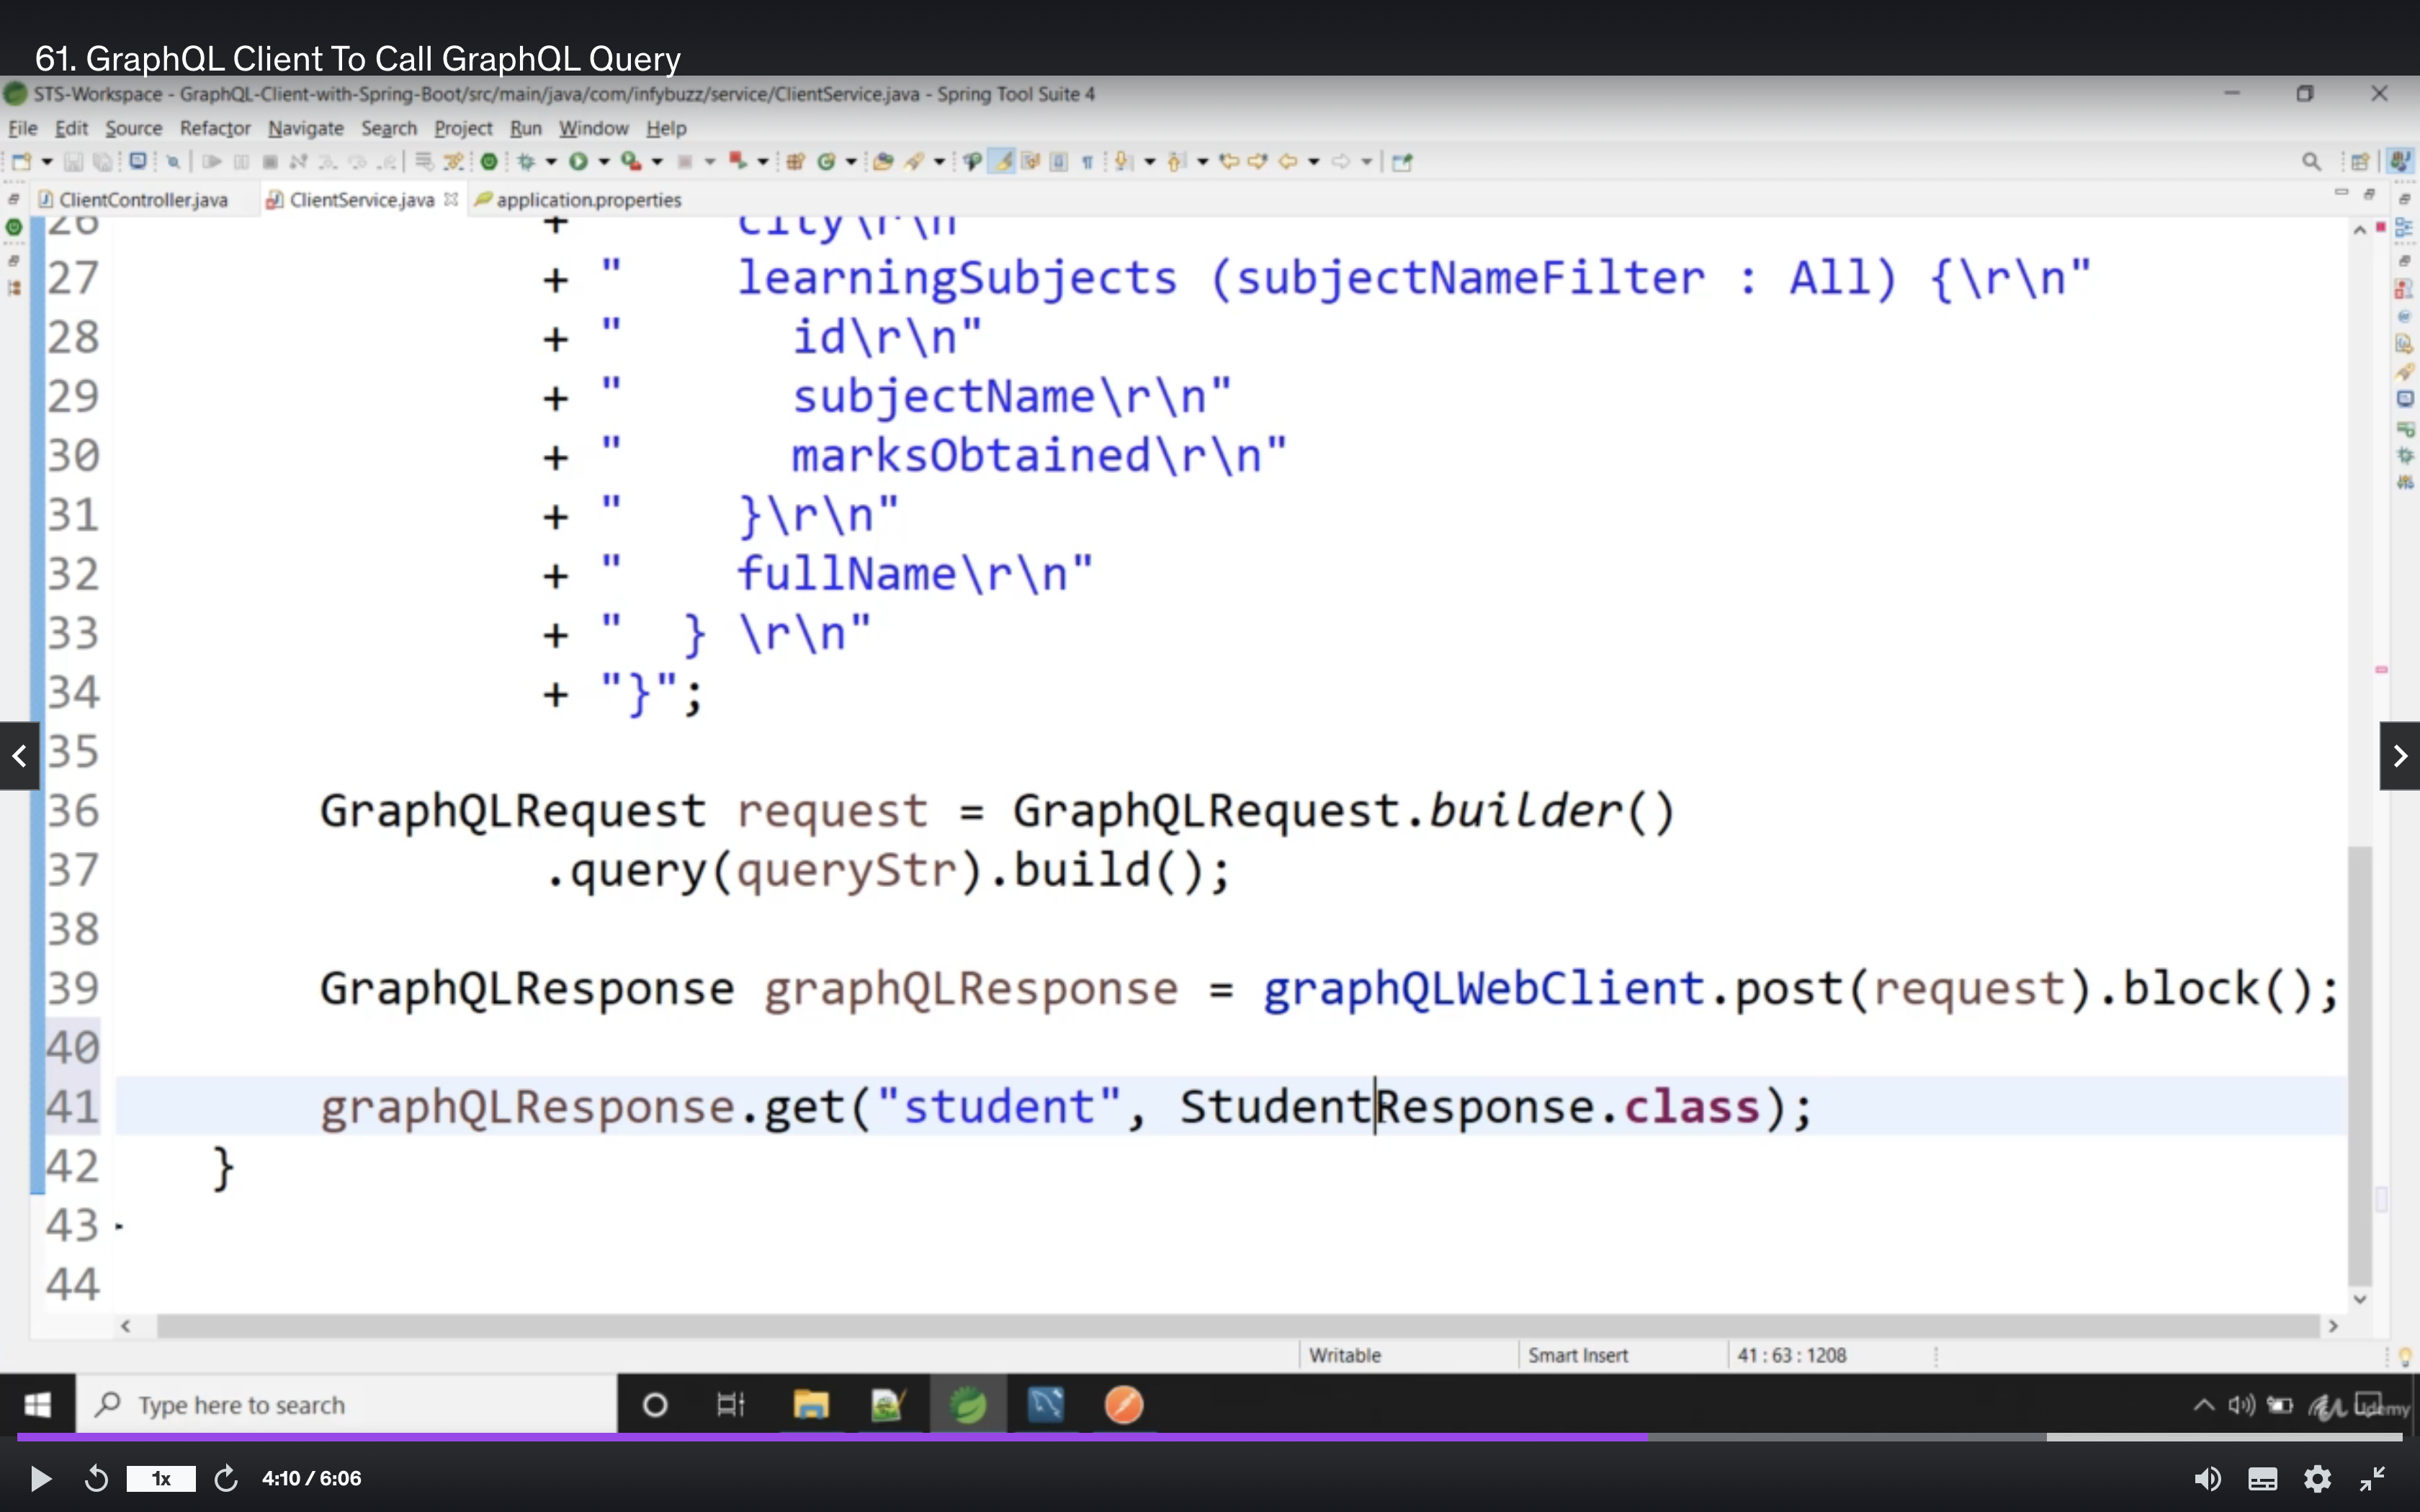 61. GraphQL Client To Call GraphQL Query
STS-Workspace - GraphQL-Client-with-Spring-Boot/src/main/java/com/infybuzz/service/ClientService.java - Spring Tool Suite 4
File Edit Source Refactor Navigate Search Project Run Window Help
ClientController.java ClientService.java application.properties
26 + city\r\n
27 + " learningSubjects (subjectNameFilter : All) {\r\n"
28 + " id\r\n"
29 + " subjectName\r\n"
30 + " marksObtained\r\n"
31 + " }\r\n"
32 + " fullName\r\n"
33 + " } \r\n"
34 + "}";
35
36 GraphQLRequest request = GraphQLRequest.builder()
37 .query(queryStr).build();
38
39 GraphQLResponse graphQLResponse = graphQLWebClient.post(request).block();
40
41 graphQLResponse.get("student", StudentResponse.class);
42 }
43
44
Writable Smart Insert 41 : 63 : 1208
Type here to search
Udemy
1x 4:10 / 6:06